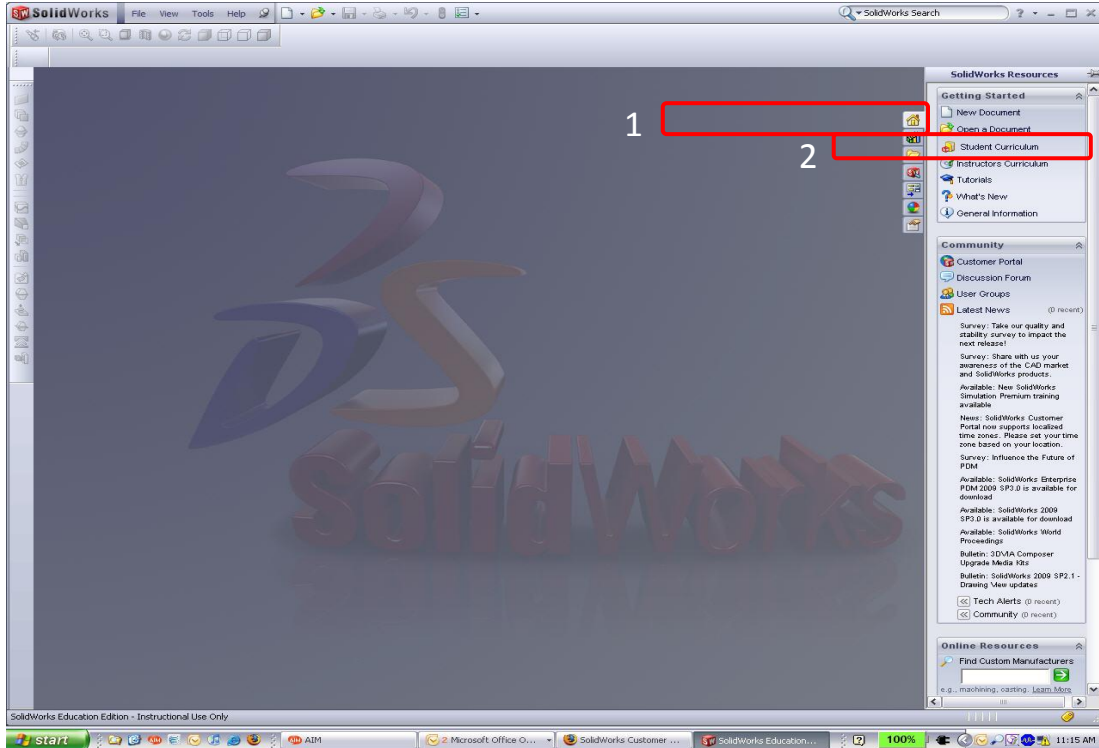 SolidWorks File View Tools Help SolidWorks Search
SolidWorks Resources
1
2
Getting Started
New Document
Open a Document
Student Curriculum
Instructors Curriculum
Tutorials
What's New
General Information
Community
Customer Portal
Discussion Forum
User Groups
Latest News (0 recent)
Survey: Take our quality and
stability survey to impact the
next release!
Survey: Share with us your
awareness of the CAD market
and SolidWorks products.
Available: New SolidWorks
Simulation Premium training
available
News: SolidWorks Customer
Portal now supports localized
time zones. Please set your time
zone based on your location.
Survey: Influence the Future of
PDM
Available: SolidWorks Enterprise
PDM 2009 SP3.0 is available for
download
Available: SolidWorks 2009
SP3.0 is available for download
Available: SolidWorks World
Proceedings
Bulletin: 3DVIA Composer
Upgrade Media Kits
Bulletin: SolidWorks 2009 SP2.1 -
Drawing View updates
Tech Alerts (0 recent)
Community (0 recent)
Online Resources
Find Custom Manufacturers
e.g., machining, casting. Learn More
SolidWorks
SolidWorks Education Edition - Instructional Use Only
start AIM 2 Microsoft Office O... SolidWorks Customer ... SolidWorks Education... 100% 11:15 AM